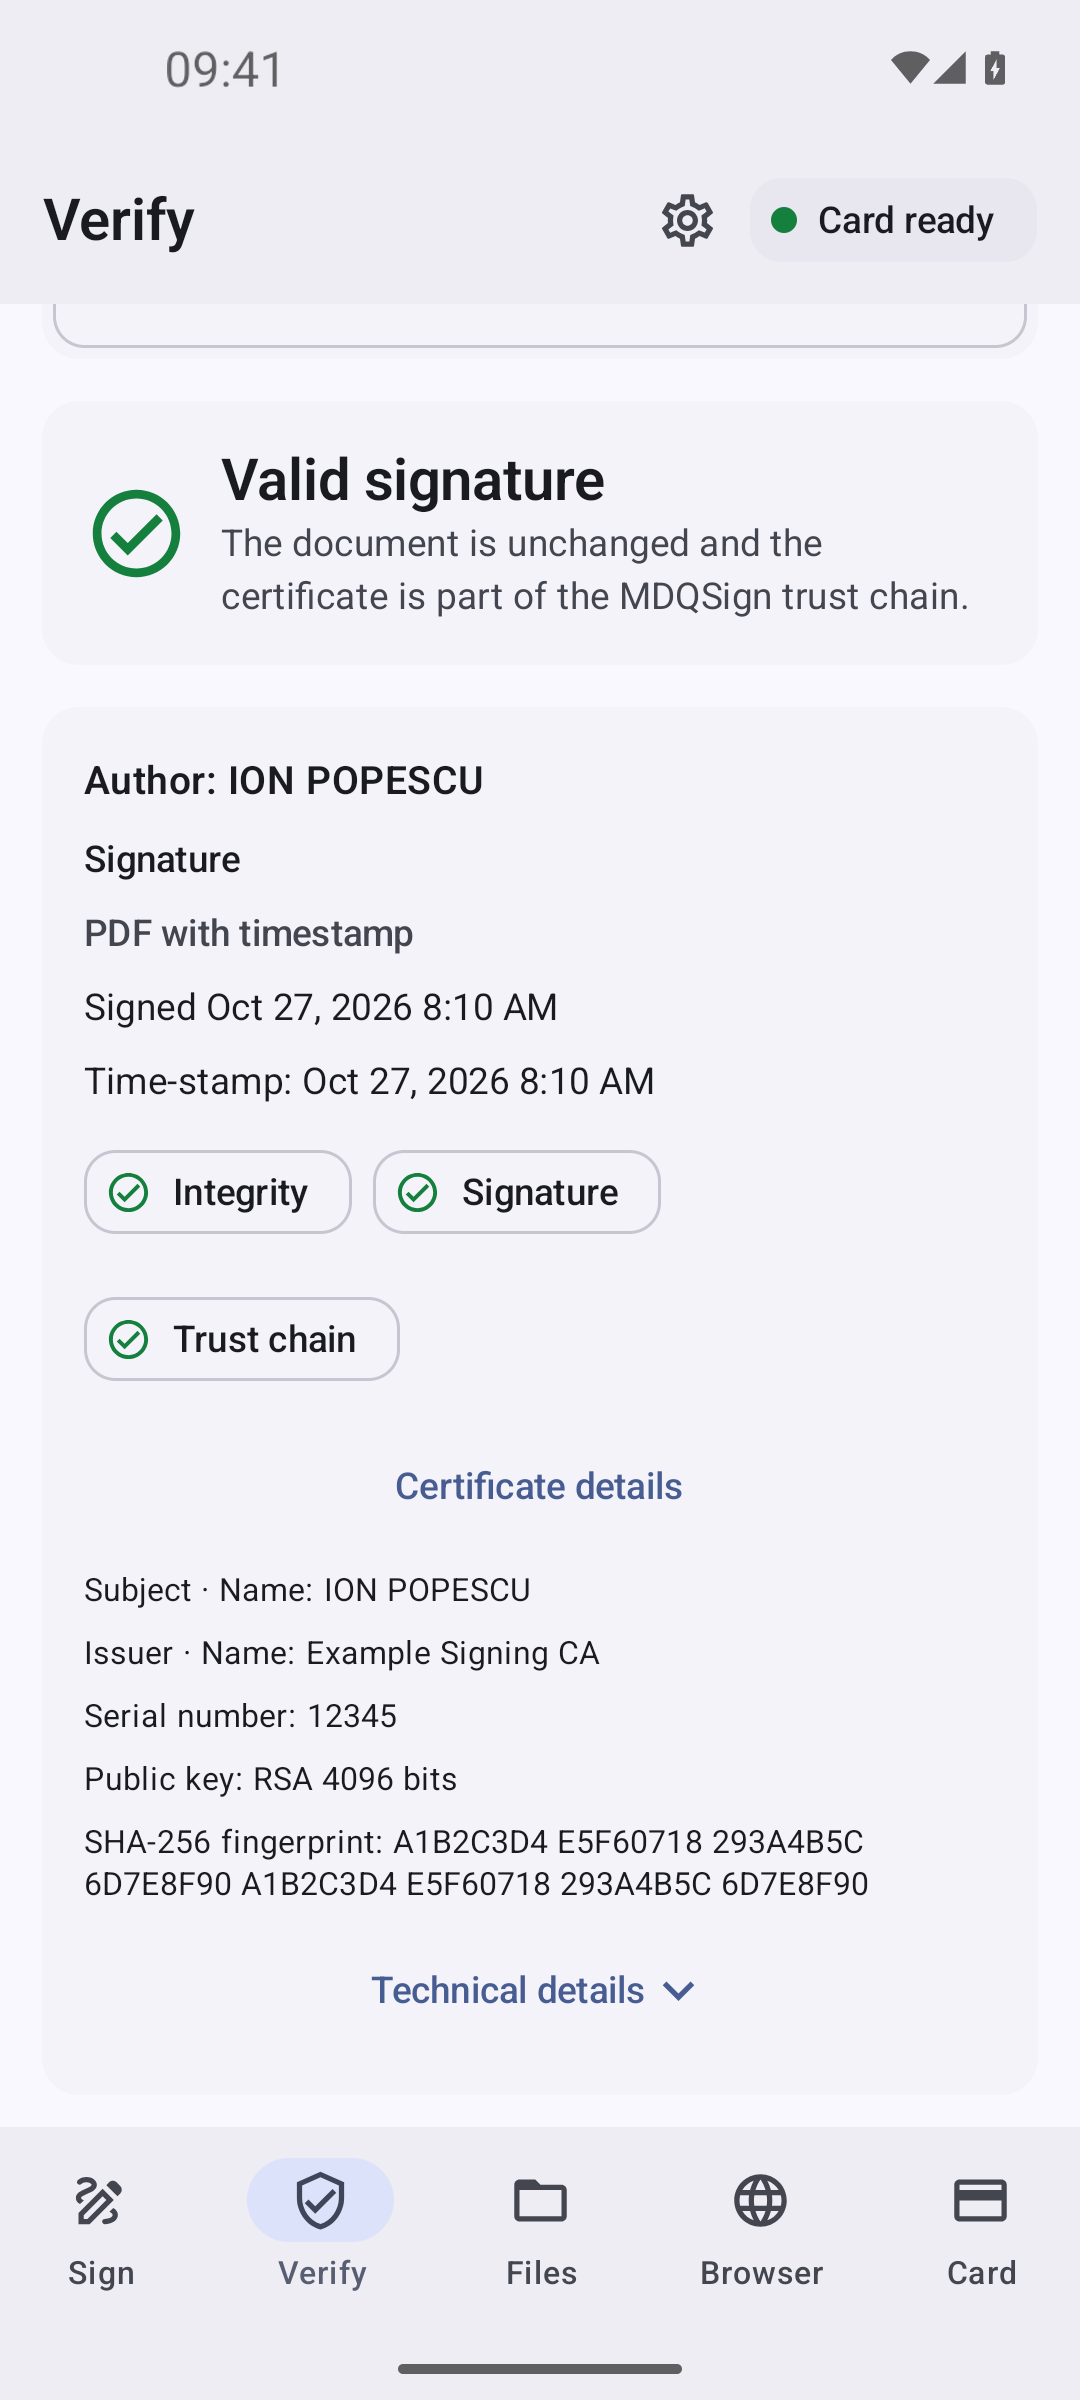 09:41
Verify
Card ready
Valid signature
The document is unchanged and the
certificate is part of the MDQSign trust chain.
Author: ION POPESCU
Signature
PDF with timestamp
Signed Oct 27, 2026 8:10 AM
Time-stamp: Oct 27, 2026 8:10 AM
Integrity
Signature
Trust chain
Certificate details
Subject · Name: ION POPESCU
Issuer · Name: Example Signing CA
Serial number: 12345
Public key: RSA 4096 bits
SHA-256 fingerprint: A1B2C3D4 E5F60718 293A4B5C
6D7E8F90 A1B2C3D4 E5F60718 293A4B5C 6D7E8F90
Technical details
Sign
Verify
Files
Browser
Card